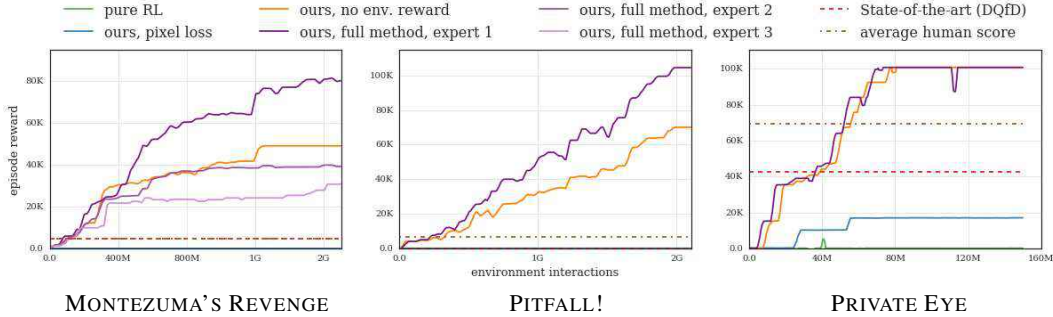 pure RL
ours, no env. reward
ours, full method, expert 2
State-of-the-art (DQfD)
ours, pixel loss
ours, full method, expert 1
ours, full method, expert 3
average human score
episode reward
80K
60K
40K
20K
0.0
0.0
400M
800M
1G
2G
100K
80K
60K
40K
20K
0.0
0.0
1G
2G
environment interactions
100K
80K
60K
40K
20K
0.0
0.0
40M
80M
120M
160M
MONTEZUMA'S REVENGE
PITFALL!
PRIVATE EYE